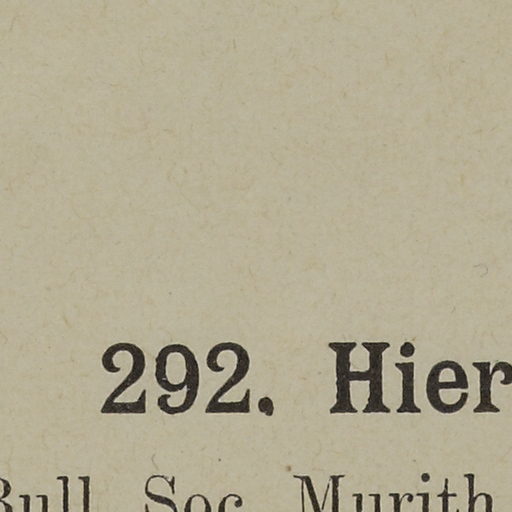 292. Hier
Bull. Soc. Murith